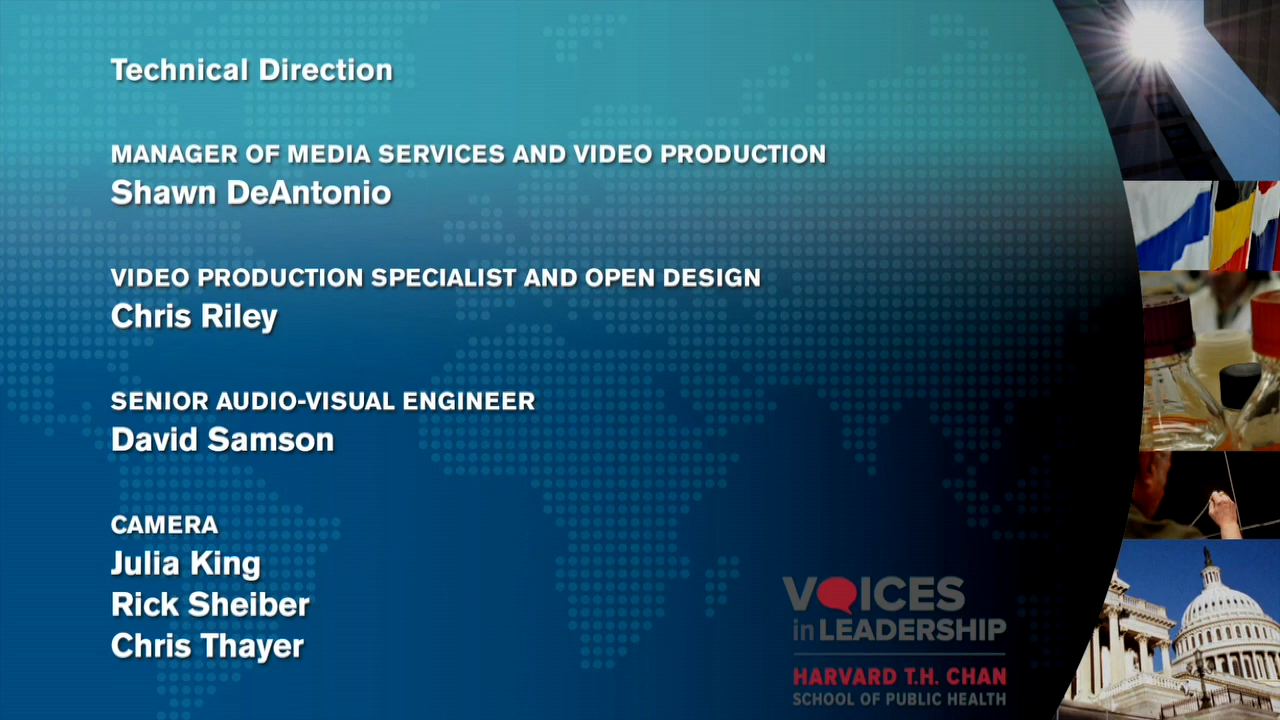 Technical Direction
MANAGER OF MEDIA SERVICES AND VIDEO PRODUCTION
Shawn DeAntonio
VIDEO PRODUCTION SPECIALIST AND OPEN DESIGN
Chris Riley
SENIOR AUDIO-VISUAL ENGINEER
David Samson
CAMERA
Julia King
Rick Sheiber
Chris Thayer
VOICES
in LEADERSHIP
HARVARD T.H. CHAN
SCHOOL OF PUBLIC HEALTH